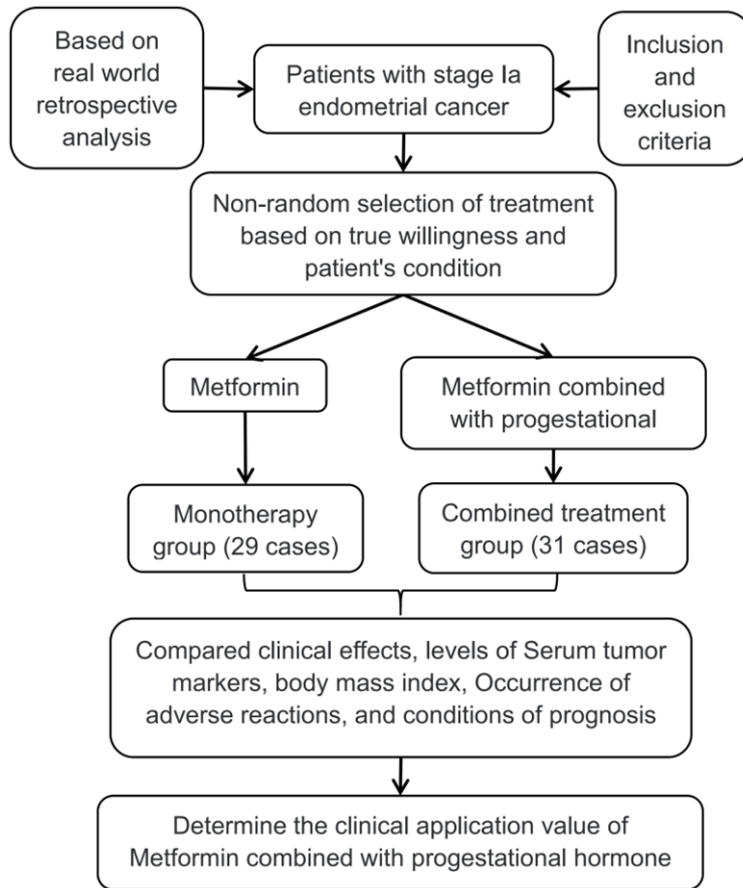 Based on
real world
retrospective
analysis
Patients with stage Ia
endometrial cancer
Inclusion
and
exclusion
criteria
Non-random selection of treatment
based on true willingness and
patient's condition
Metformin
Metformin combined
with progestational
Monotherapy
group (29 cases)
Combined treatment
group (31 cases)
Compared clinical effects, levels of Serum tumor
markers, body mass index, Occurrence of
adverse reactions, and conditions of prognosis
Determine the clinical application value of
Metformin combined with progestational hormone